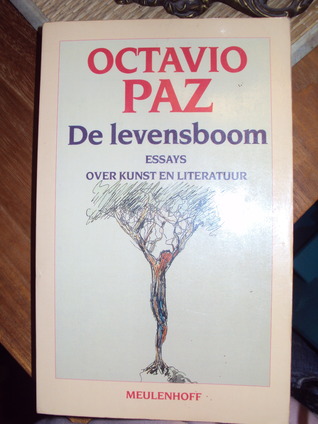 OCTAVIO
PAZ
De levensboom
ESSAYS
OVER KUNST EN LITERATUUR
MEULENHOFF